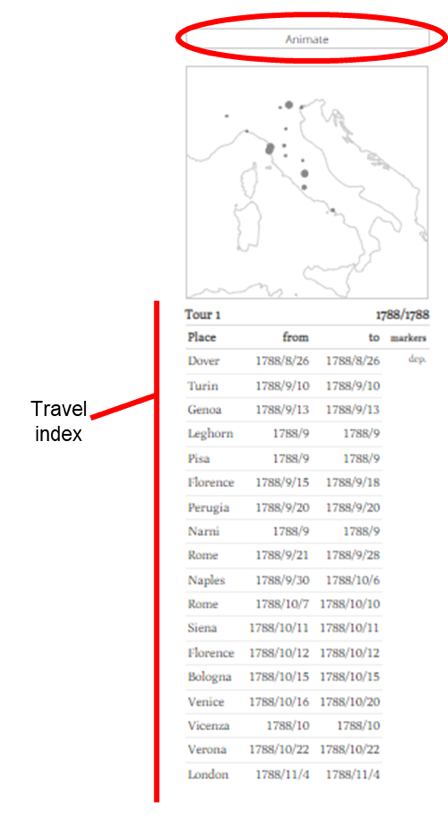 Animate
Tour 1 1788/1788
Place from to markers
Dover 1788/8/26 1788/8/26 dep.
Turin 1788/9/10 1788/9/10
Genoa 1788/9/13 1788/9/13
Leghorn 1788/9 1788/9
Pisa 1788/9 1788/9
Florence 1788/9/15 1788/9/18
Perugia 1788/9/20 1788/9/20
Narni 1788/9 1788/9
Rome 1788/9/21 1788/9/28
Naples 1788/9/30 1788/10/6
Rome 1788/10/7 1788/10/10
Siena 1788/10/11 1788/10/11
Florence 1788/10/12 1788/10/12
Bologna 1788/10/15 1788/10/15
Venice 1788/10/16 1788/10/20
Vicenza 1788/10 1788/10
Verona 1788/10/22 1788/10/22
London 1788/11/4 1788/11/4
Travel
index